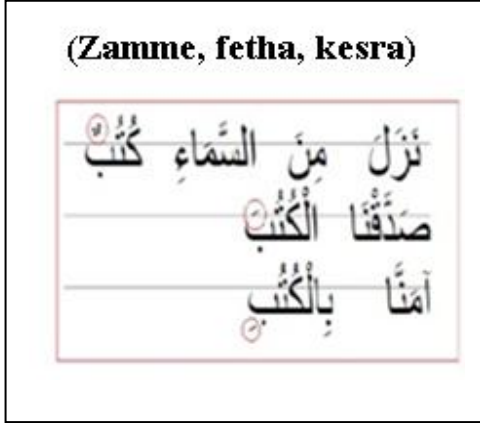 (Zamme, fetha, kesra)
نَزَلَ مِنَ السَّمَاءِ كُتُبٌ
صَدَّقْنَا الْكُتُبَ
آمَنَّا بِالْكُتُبِ